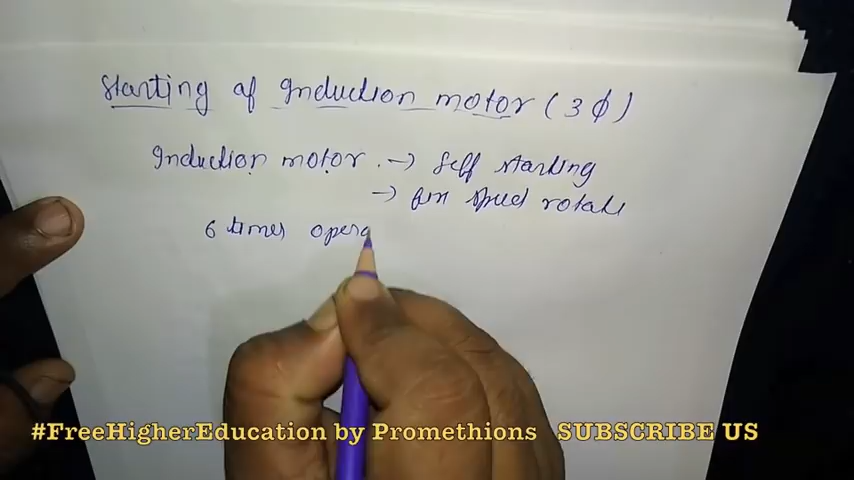 Starting of Induction motor (3 φ)
Induction motor. → Self starting
→ fix speed rotate
6 times opera
#FreeHigherEducation by Promethions SUBSCRIBE US